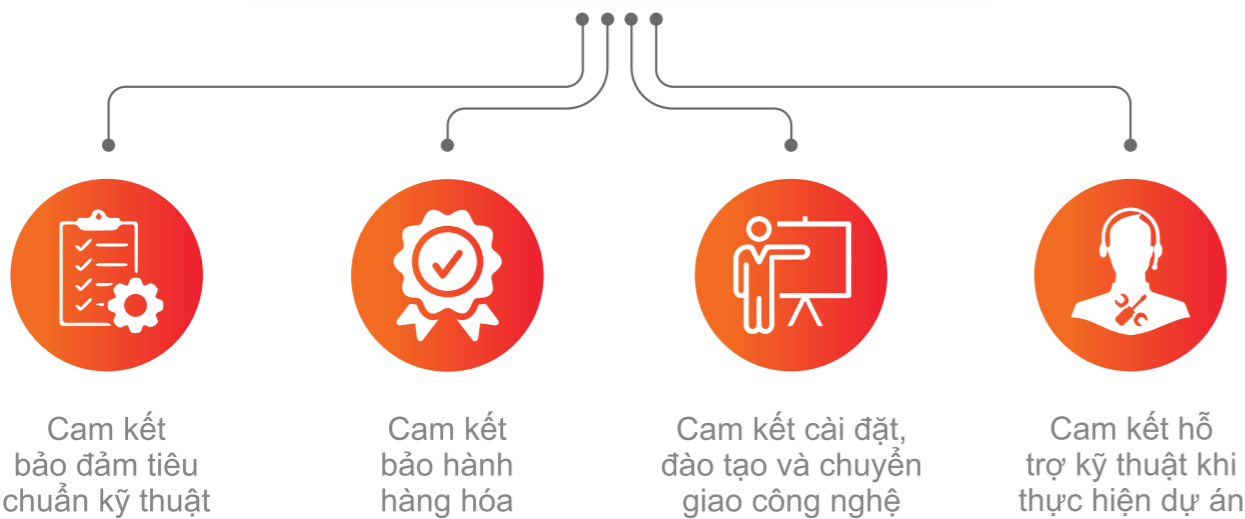 Cam kết
bảo đảm tiêu
chuẩn kỹ thuật
Cam kết
bảo hành
hàng hóa
Cam kết cài đặt,
đào tạo và chuyển
giao công nghệ
Cam kết hỗ
trợ kỹ thuật khi
thực hiện dự án